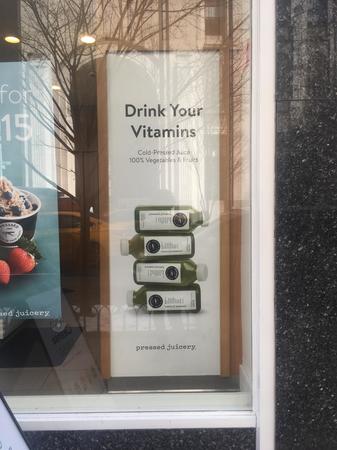 for
15
Drink Your
Vitamins
Cold-Pressed Juice
100% Vegetables & Fruits
pressed juicery
pressed juicery